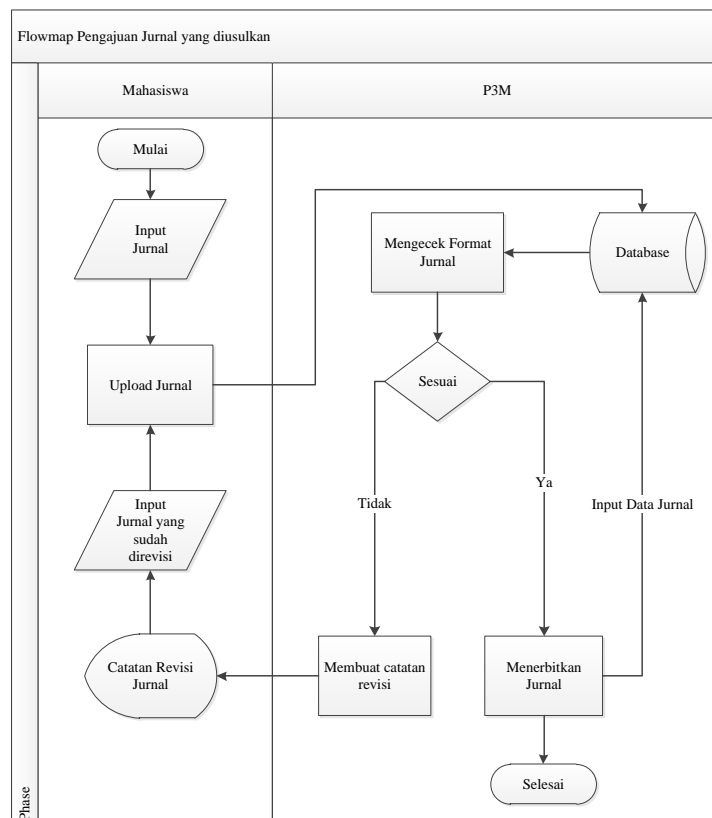 Flowmap Pengajuan Jurnal yang diusulkan
Mahasiswa
P3M
Mulai
Input
Jurnal
Mengecek Format
Jurnal
Database
Upload Jurnal
Sesuai
Input
Jurnal yang
sudah
direvisi
Tidak
Ya
Input Data Jurnal
Catatan Revisi
Jurnal
Membuat catatan
revisi
Menerbitkan
Jurnal
Selesai
Phase